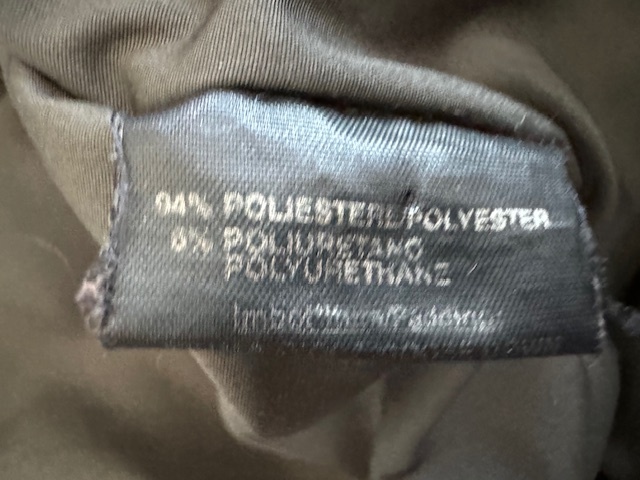 94% POLIESTERE/POLYESTER
6% POLIURETANO
POLYURETHANE